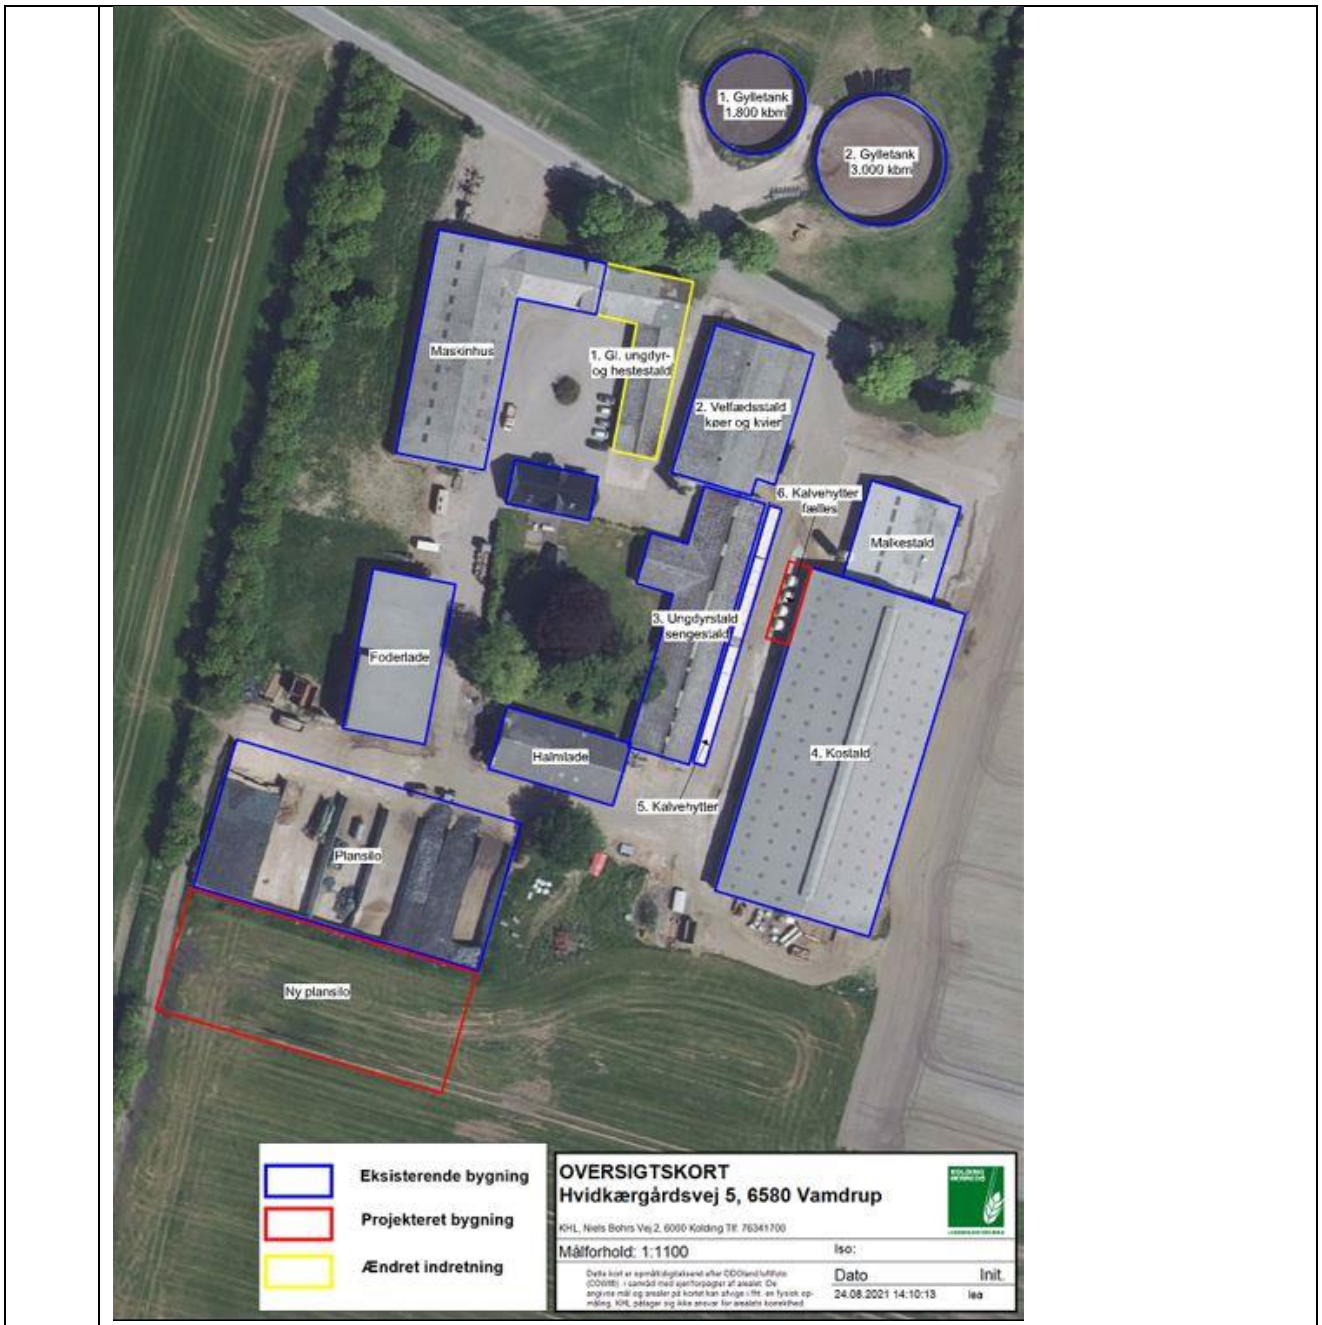 1. Gylletank
1.800 kbm
2. Gylletank
3.000 kbm
Maskinhus
1. Gl. ungdyr-
og hestestald
2. Velfædsstald
køer og kvier
6. Kalvehytter
fælles
Malkestald
3. Ungdyrstald
sengestald
Foderlade
4. Kostald
Halmlade
5. Kalvehytter
Plansilo
Ny plansilo
Eksisterende bygning
Projekteret bygning
Ændret indretning
OVERSIGTSKORT
Hvidkærgårdsvej 5, 6580 Vamdrup
KHL, Niels Bohrs Vej 2, 6000 Kolding Tlf: 76341700
Målforhold: 1:1100
Iso:
Dato
Init.
24.08.2021 14:10:13
KOLDING
HERREDS